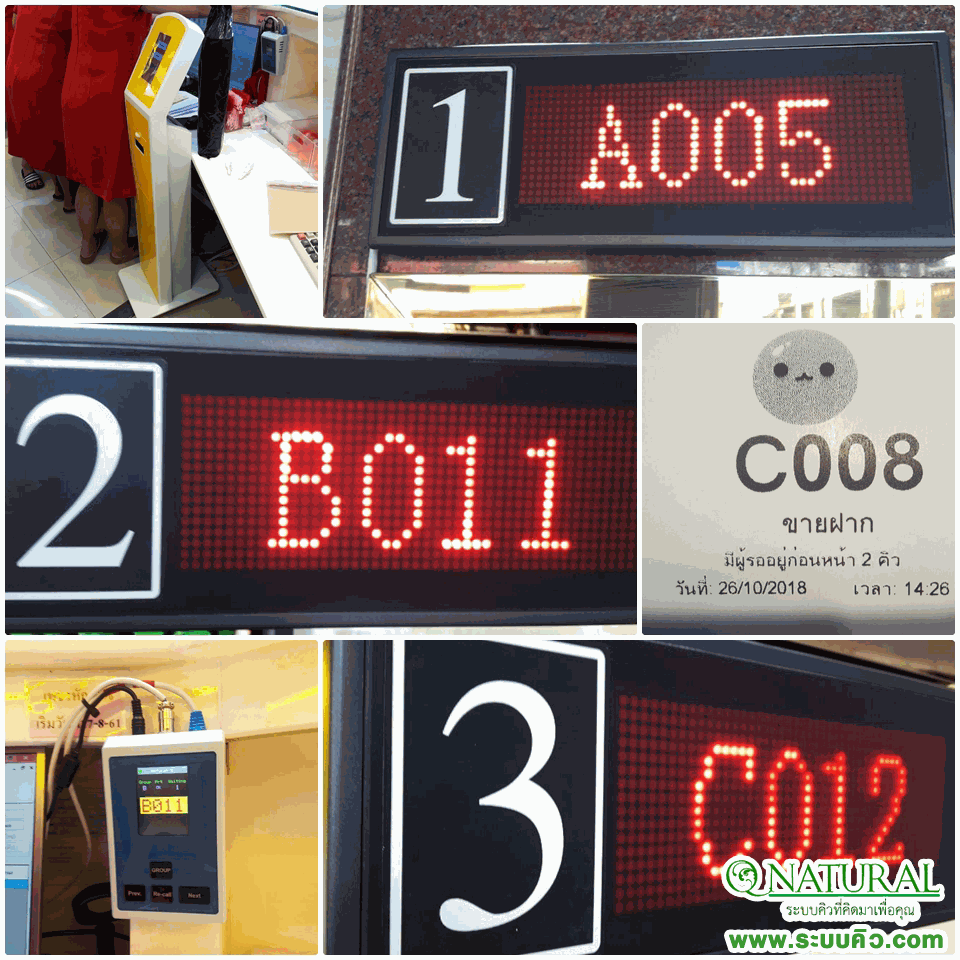 1
A005
2
B011
C008
ขายฝาก
มีผู้รออยู่ก่อนหน้า 2 คิว
วันที่: 26/10/2018 เวลา: 14:26
B011
GROUP
Prev. Re-call Next
3
C012
QNATURAL
ระบบคิวที่คิดมาเพื่อคุณ
www.ระบบคิว.com